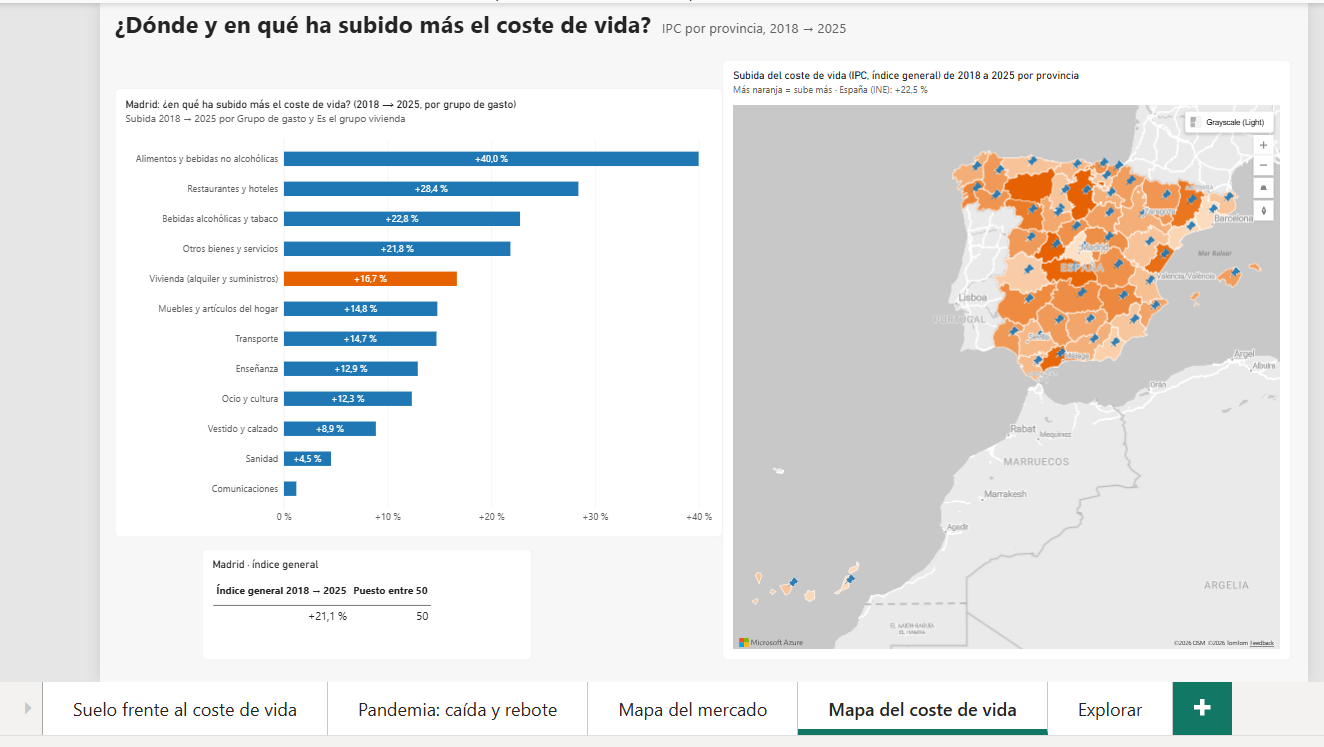 ¿Dónde y en qué ha subido más el coste de vida? IPC por provincia, 2018 → 2025
Madrid: ¿en qué ha subido más el coste de vida? (2018 → 2025, por grupo de gasto)
Subida 2018 → 2025 por Grupo de gasto y Es el grupo vivienda
Alimentos y bebidas no alcohólicas +40,0 %
Restaurantes y hoteles +28,4 %
Bebidas alcohólicas y tabaco +22,8 %
Otros bienes y servicios +21,8 %
Vivienda (alquiler y suministros) +16,7 %
Muebles y artículos del hogar +14,8 %
Transporte +14,7 %
Enseñanza +12,9 %
Ocio y cultura +12,3 %
Vestido y calzado +8,9 %
Sanidad +4,5 %
Comunicaciones
0 % +10 % +20 % +30 % +40 %
Madrid · índice general
Índice general 2018 → 2025 Puesto entre 50
+21,1 % 50
Subida del coste de vida (IPC, índice general) de 2018 a 2025 por provincia
Más naranja = sube más · España (INE): +22,5 %
Grayscale (Light)
Barcelona
Madrid
Mar Balear
ESPAÑA
València/Valencia
Lisboa
PORTUGAL
Sevilla
Málaga
Argel
Albuira
Orán
Rabat
Mequinez
MARRUECOS
Marrakesh
Agadir
ARGELIA
Microsoft Azure
©2026 OSM ©2026 TomTom Feedback
Suelo frente al coste de vida
Pandemia: caída y rebote
Mapa del mercado
Mapa del coste de vida
Explorar
+